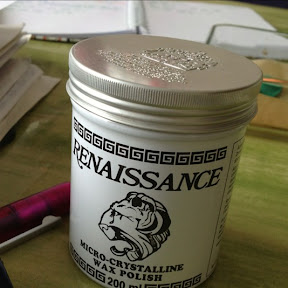 RENAISSANCE
MICRO-CRYSTALLINE
WAX POLISH
200 ml